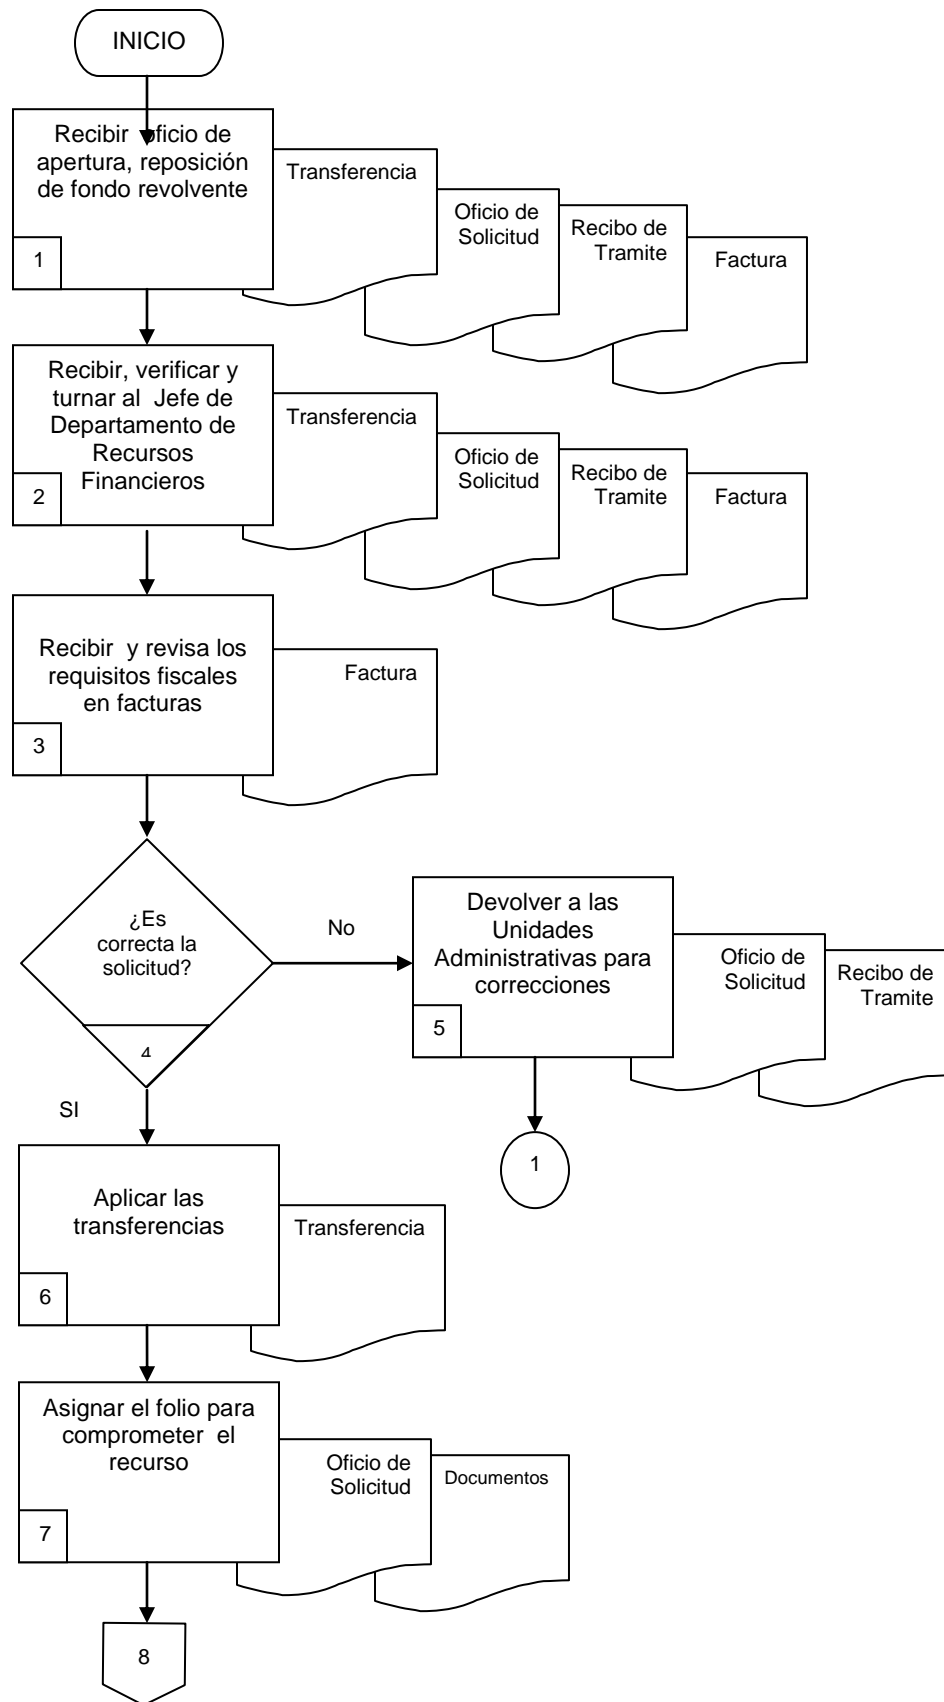 INICIO
Recibir oficio de
apertura, reposición
de fondo revolvente
1
Transferencia
Oficio de
Solicitud
Recibo de
Tramite
Factura
Recibir, verificar y
turnar al Jefe de
Departamento de
Recursos
Financieros
2
Transferencia
Oficio de
Solicitud
Recibo de
Tramite
Factura
Recibir y revisa los
requisitos fiscales
en facturas
3
Factura
¿Es
correcta la
solicitud?
4
No
Devolver a las
Unidades
Administrativas para
correcciones
5
Oficio de
Solicitud
Recibo de
Tramite
1
SI
Aplicar las
transferencias
6
Transferencia
Asignar el folio para
comprometer el
recurso
7
Oficio de
Solicitud
Documentos
8